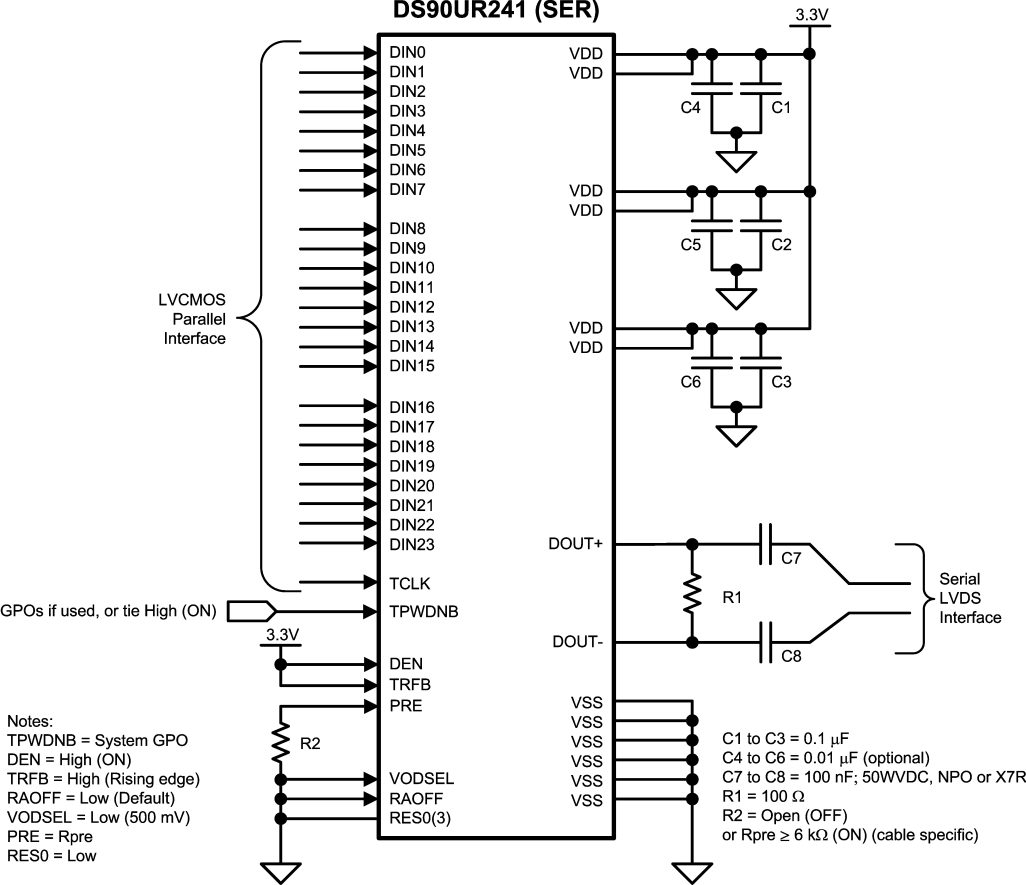 DS90UR241 (SER)
3.3V
DIN0
DIN1
DIN2
DIN3
DIN4
DIN5
DIN6
DIN7
DIN8
DIN9
DIN10
DIN11
DIN12
DIN13
DIN14
DIN15
DIN16
DIN17
DIN18
DIN19
DIN20
DIN21
DIN22
DIN23
TCLK
TPWDNB
DEN
TRFB
PRE
VODSEL
RAOFF
RES0(3)
LVCMOS
Parallel
Interface
GPOs if used, or tie High (ON)
3.3V
R2
VDD
VDD
C4
C1
VDD
VDD
C5
C2
VDD
VDD
C6
C3
DOUT+
C7
R1
DOUT-
C8
Serial
LVDS
Interface
VSS
VSS
VSS
VSS
VSS
VSS
Notes:
TPWDNB = System GPO
DEN = High (ON)
TRFB = High (Rising edge)
RAOFF = Low (Default)
VODSEL = Low (500 mV)
PRE = Rpre
RES0 = Low
C1 to C3 = 0.1 μF
C4 to C6 = 0.01 μF (optional)
C7 to C8 = 100 nF; 50WVDC, NPO or X7R
R1 = 100 Ω
R2 = Open (OFF)
or Rpre ≥ 6 kΩ (ON) (cable specific)